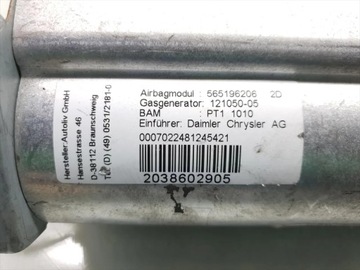 Hersteller:Autoliv GmbH
Hansestrasse 46
D-38112 Braunschweig
Tel. (D) (49) 0531/2181-0
Airbagmodul : 565196206 2D
Gasgenerator: 121050-05
BAM : PT1 1010
Einführer: Daimler Chrysler AG
0007022481245421
2038602905